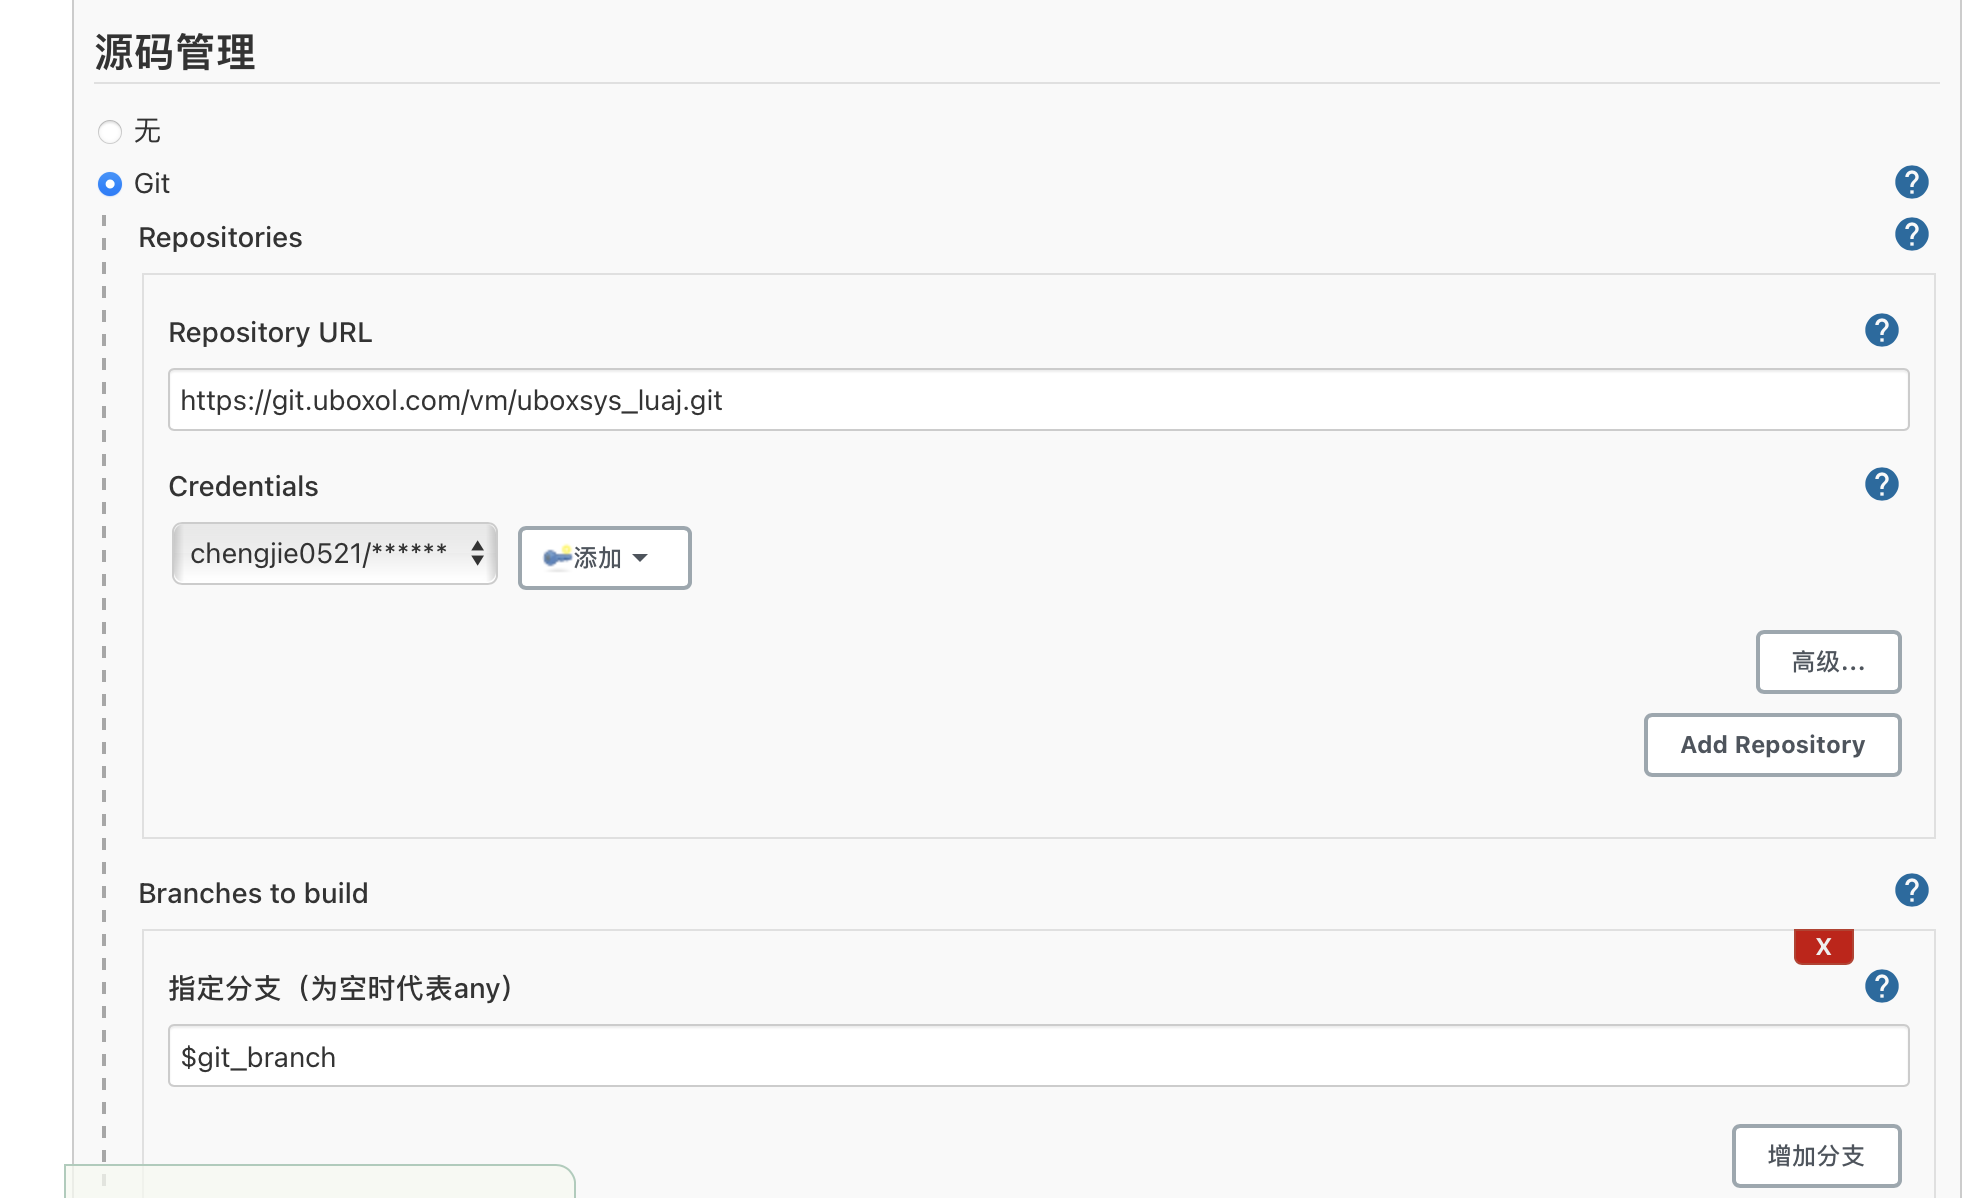 源码管理
无
Git
Repositories
Repository URL
https://git.uboxol.com/vm/uboxsys_luaj.git
Credentials
chengjie0521/******
添加
高级...
Add Repository
Branches to build
X
指定分支（为空时代表any）
$git_branch
增加分支